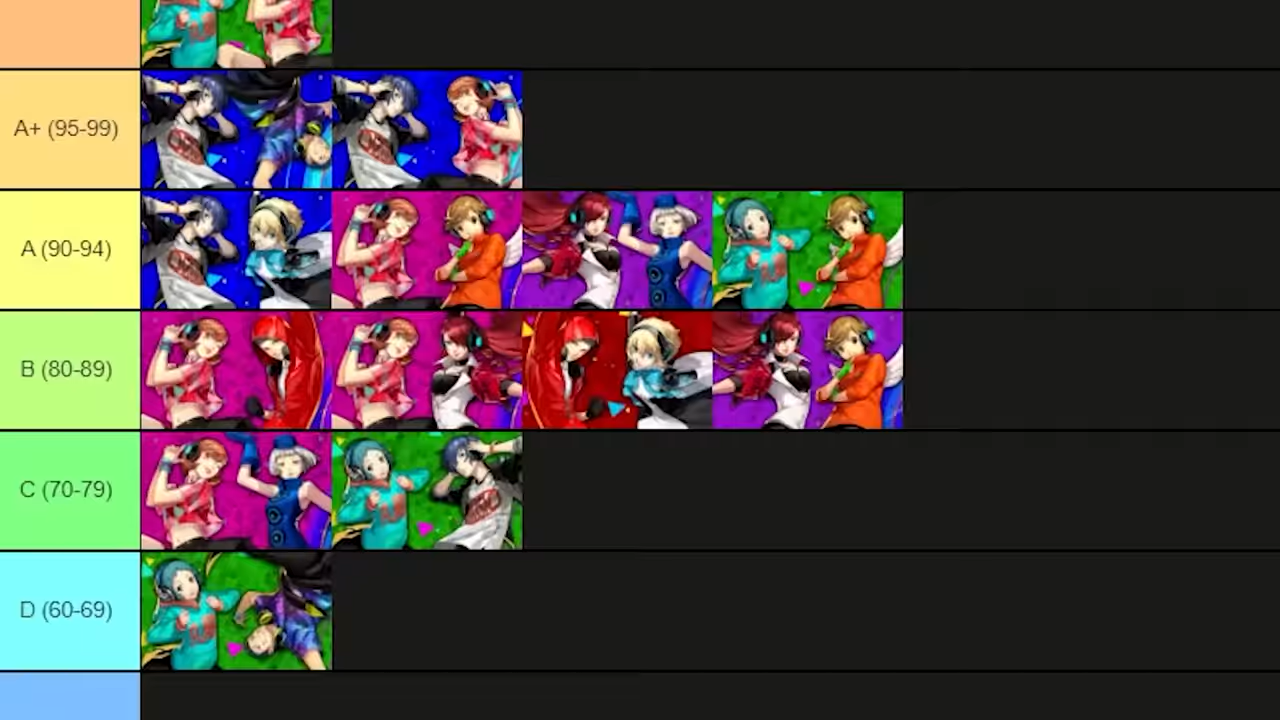 A+ (95-99)
A (90-94)
B (80-89)
C (70-79)
D (60-69)